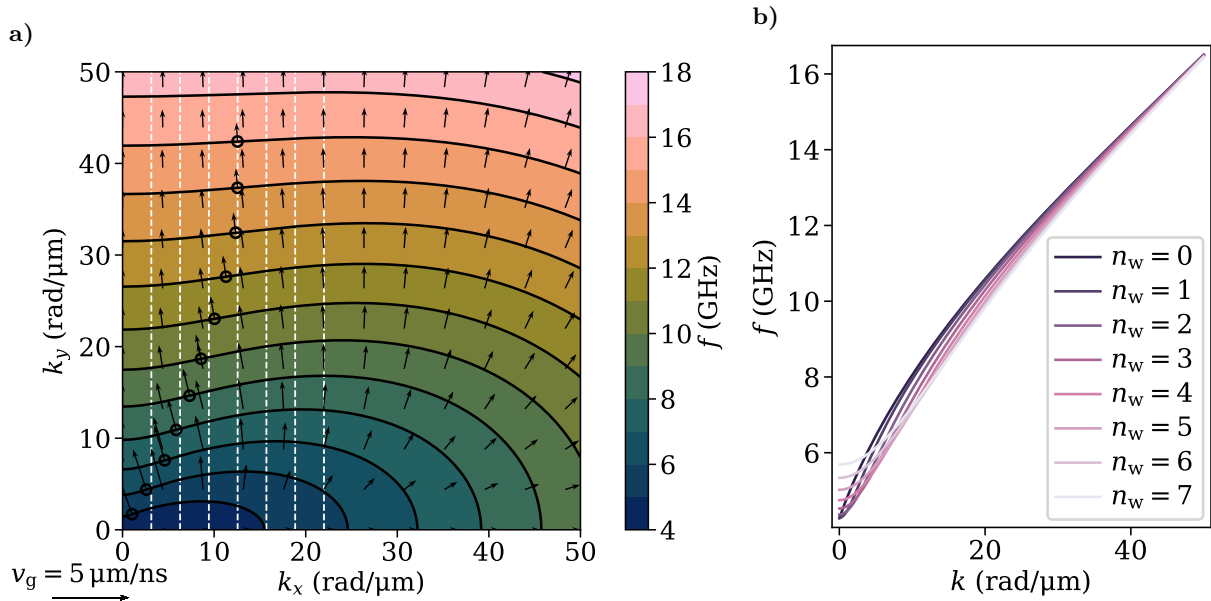 a)
50
40
30
20
10
0
k_y (rad/μm)
0 10 20 30 40 50
k_x (rad/μm)
v_g = 5 μm/ns
18
16
14
12
10
8
6
4
f (GHz)
b)
16
14
12
10
8
6
f (GHz)
0 20 40
k (rad/μm)
n_w = 0
n_w = 1
n_w = 2
n_w = 3
n_w = 4
n_w = 5
n_w = 6
n_w = 7